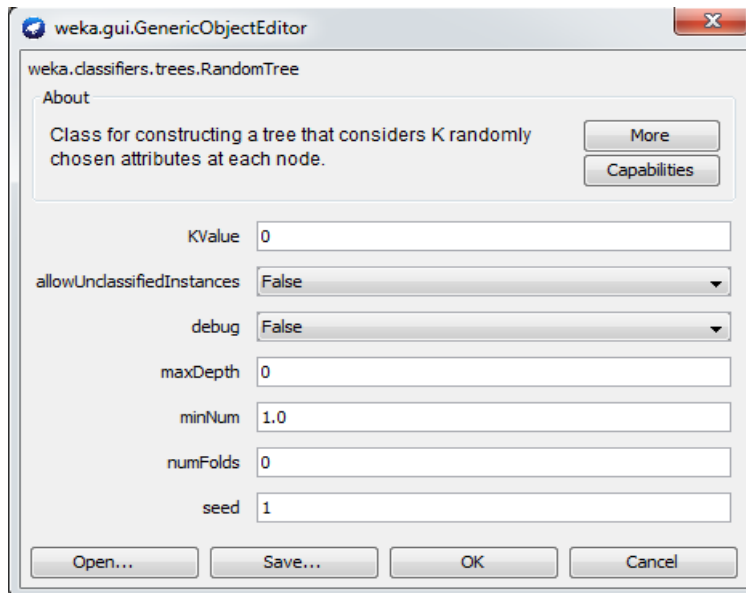 weka.gui.GenericObjectEditor
weka.classifiers.trees.RandomTree
About
Class for constructing a tree that considers K randomly
chosen attributes at each node.
More
Capabilities
KValue 0
allowUnclassifiedInstances False
debug False
maxDepth 0
minNum 1.0
numFolds 0
seed 1
Open... Save... OK Cancel